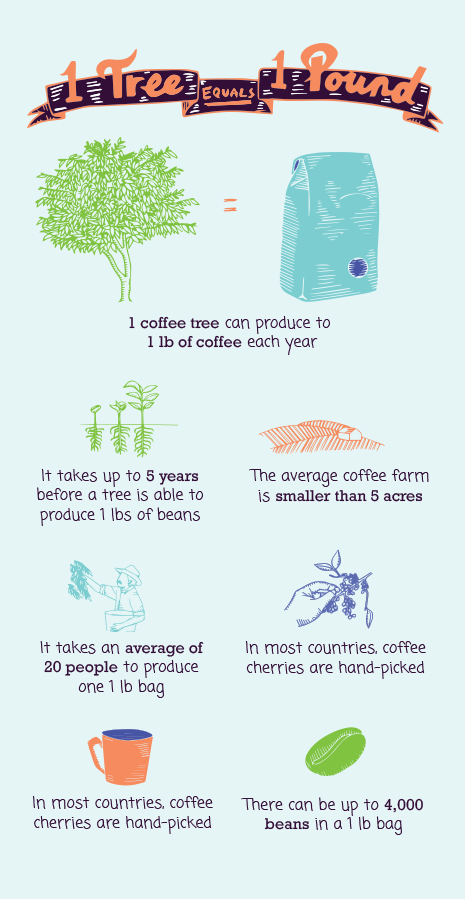 1 Tree EQUALS 1 Pound
=
1 coffee tree can produce to
1 lb of coffee each year
It takes up to 5 years
before a tree is able to
produce 1 lbs of beans
The average coffee farm
is smaller than 5 acres
It takes an average of
20 people to produce
one 1 lb bag
In most countries, coffee
cherries are hand-picked
In most countries, coffee
cherries are hand-picked
There can be up to 4,000
beans in a 1 lb bag